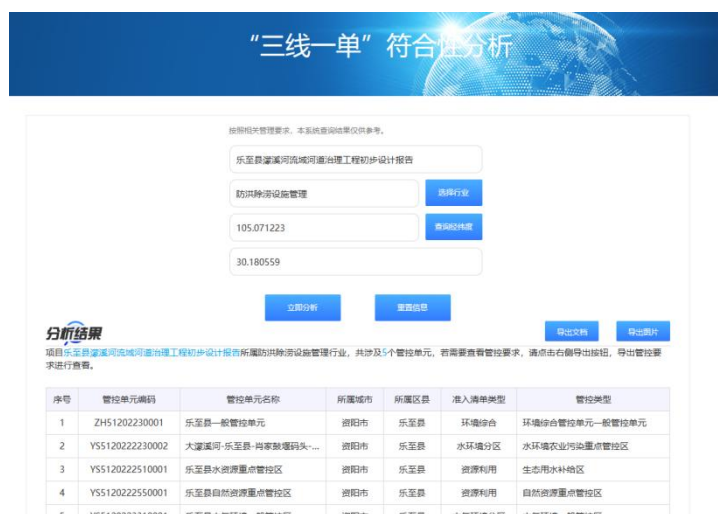 “三线一单”符合性分析
按照相关管理要求，本系统查询结果仅供参考。
乐至县濛溪河流域河道治理工程初步设计报告
防洪除涝设施管理
选择行业
105.071223
查询经纬度
30.180559
立即分析
重置信息
分析结果
导出文档
导出图片
项目乐至县濛溪河流域河道治理工程初步设计报告所属防洪除涝设施管理行业，共涉及5个管控单元，若需要查看管控要求，请点击右侧导出按钮，导出管控要
求进行查看。
序号 管控单元编码 管控单元名称 所属城市 所属区县 准入清单类型 管控类型
1 ZH51202230001 乐至县一般管控单元 资阳市 乐至县 环境综合 环境综合管控单元一般管控单元
2 YS5120222230002 大濛溪河-乐至县-肖家鼓堰码头-... 资阳市 乐至县 水环境分区 水环境农业污染重点管控区
3 YS5120222510001 乐至县水资源重点管控区 资阳市 乐至县 资源利用 生态用水补给区
4 YS5120222550001 乐至县自然资源重点管控区 资阳市 乐至县 资源利用 自然资源重点管控区